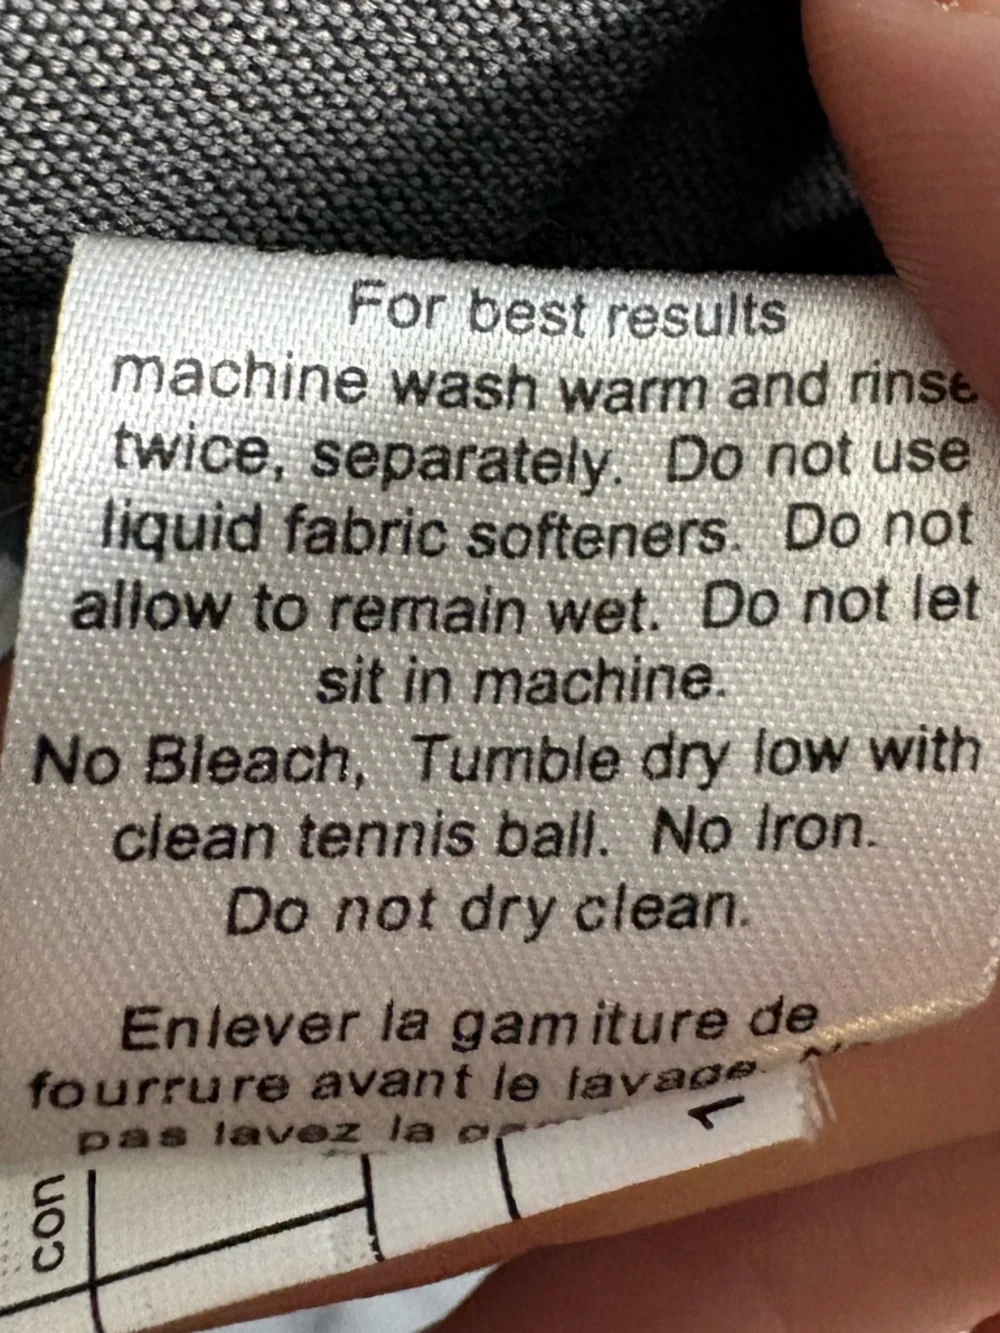 For best results
machine wash warm and rinse
twice, separately. Do not use
liquid fabric softeners. Do not
allow to remain wet. Do not let
sit in machine.
No Bleach, Tumble dry low with
clean tennis ball. No Iron.
Do not dry clean.
Enlever la gamiture de
fourrure avant le lavage.
pas lavez la
con